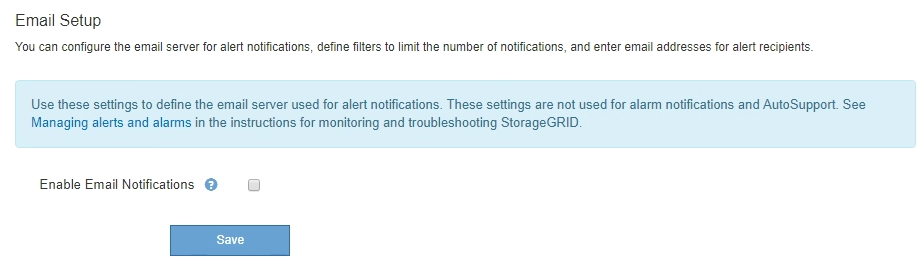 Email Setup
You can configure the email server for alert notifications, define filters to limit the number of notifications, and enter email addresses for alert recipients.
Use these settings to define the email server used for alert notifications. These settings are not used for alarm notifications and AutoSupport. See
Managing alerts and alarms in the instructions for monitoring and troubleshooting StorageGRID.
Enable Email Notifications ?
Save